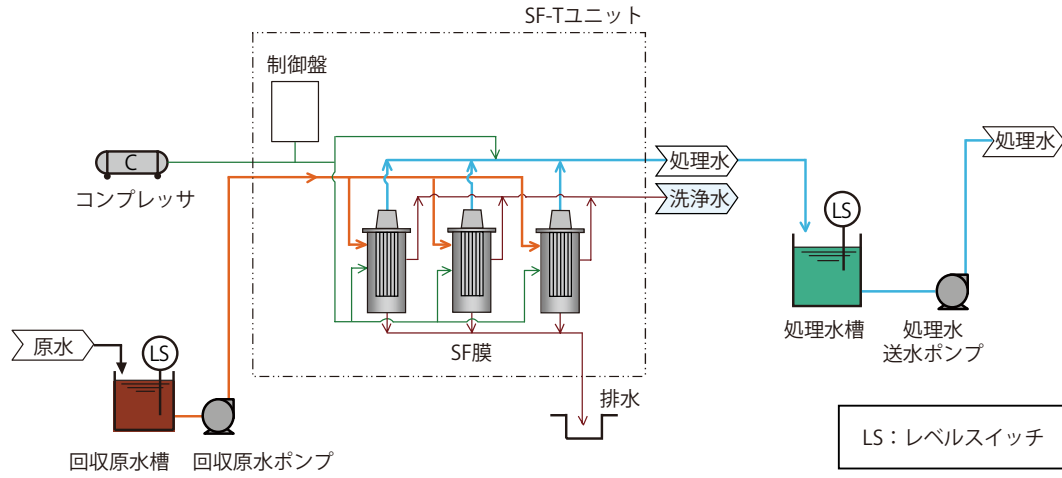 SF-Tユニット
制御盤
C
コンプレッサ
処理水
洗浄水
処理水
LS
処理水槽
処理水
送水ポンプ
原水
LS
SF膜
排水
回収原水槽
回収原水ポンプ
LS：レベルスイッチ